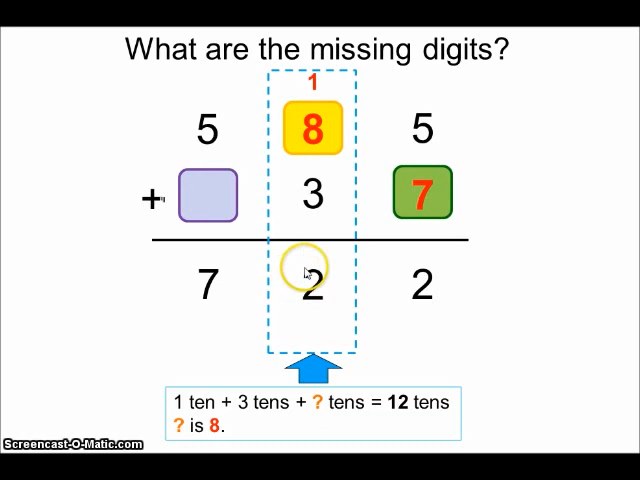 What are the missing digits?
1
5 8 5
+ 3 7
7 2 2
1 ten + 3 tens + ? tens = 12 tens
? is 8.
Screencast-O-Matic.com